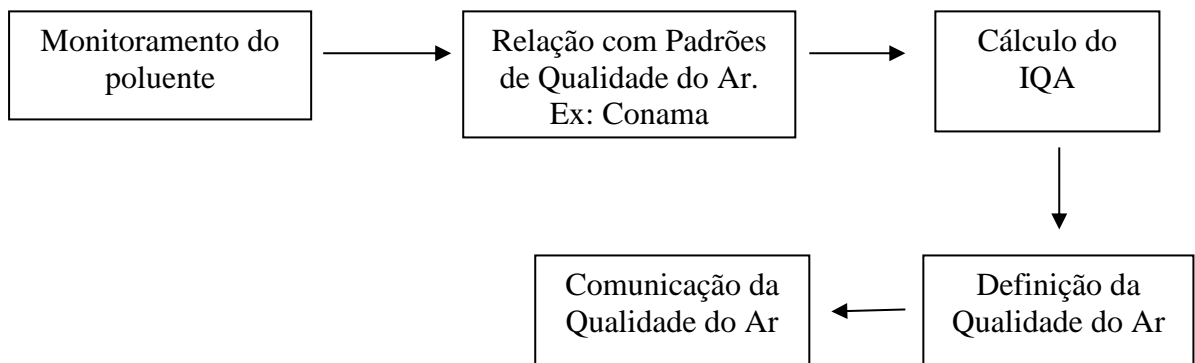 Monitoramento do
poluente
Relação com Padrões
de Qualidade do Ar.
Ex: Conama
Cálculo do
IQA
Definição da
Qualidade do Ar
Comunicação da
Qualidade do Ar